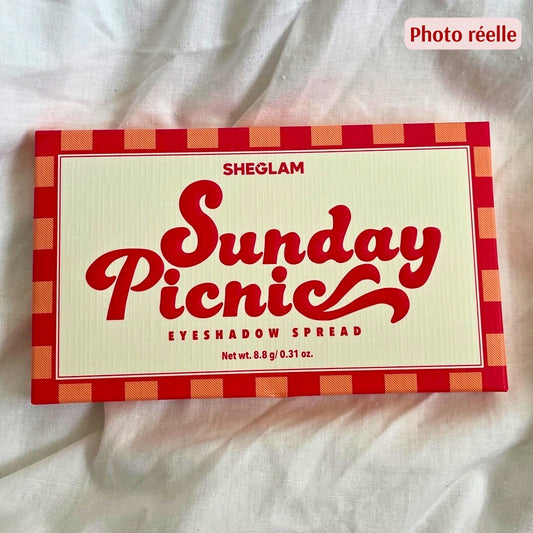 Photo réelle
SHEGLAM
Sunday
Picnic
EYESHADOW SPREAD
Net wt. 8.8 g/ 0.31 oz.